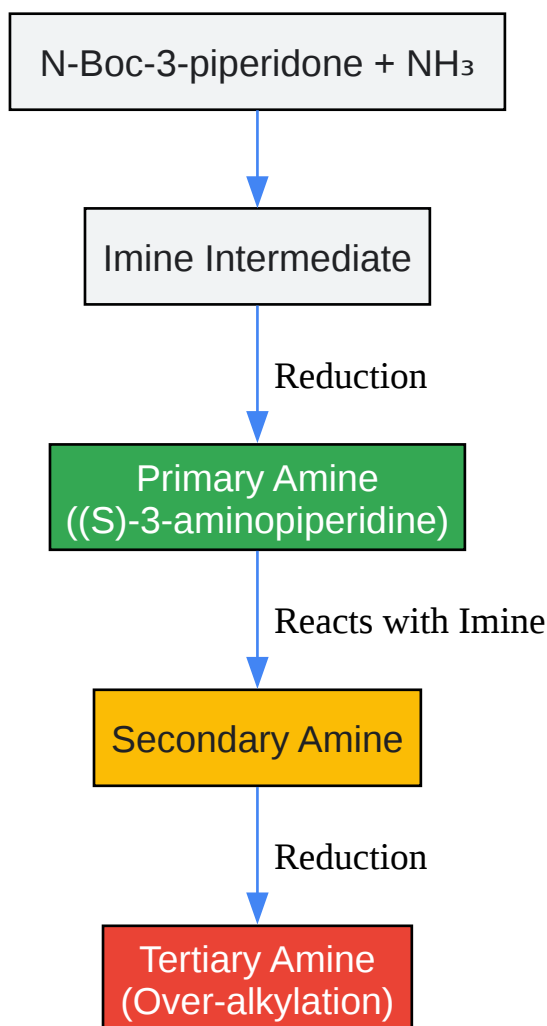 N-Boc-3-piperidone + NH₃
Imine Intermediate
Reduction
Primary Amine
((S)-3-aminopiperidine)
Reacts with Imine
Secondary Amine
Reduction
Tertiary Amine
(Over-alkylation)